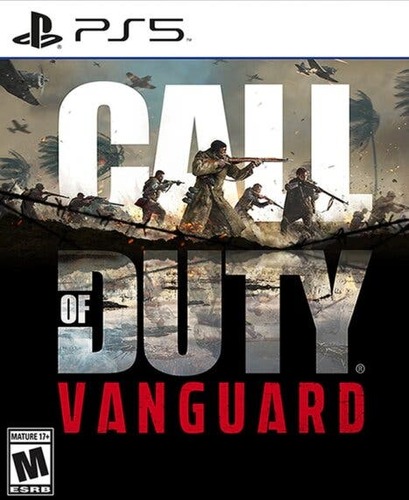 PS5
CALL
OF DUTY®
VANGUARD
MATURE 17+
M
ESRB